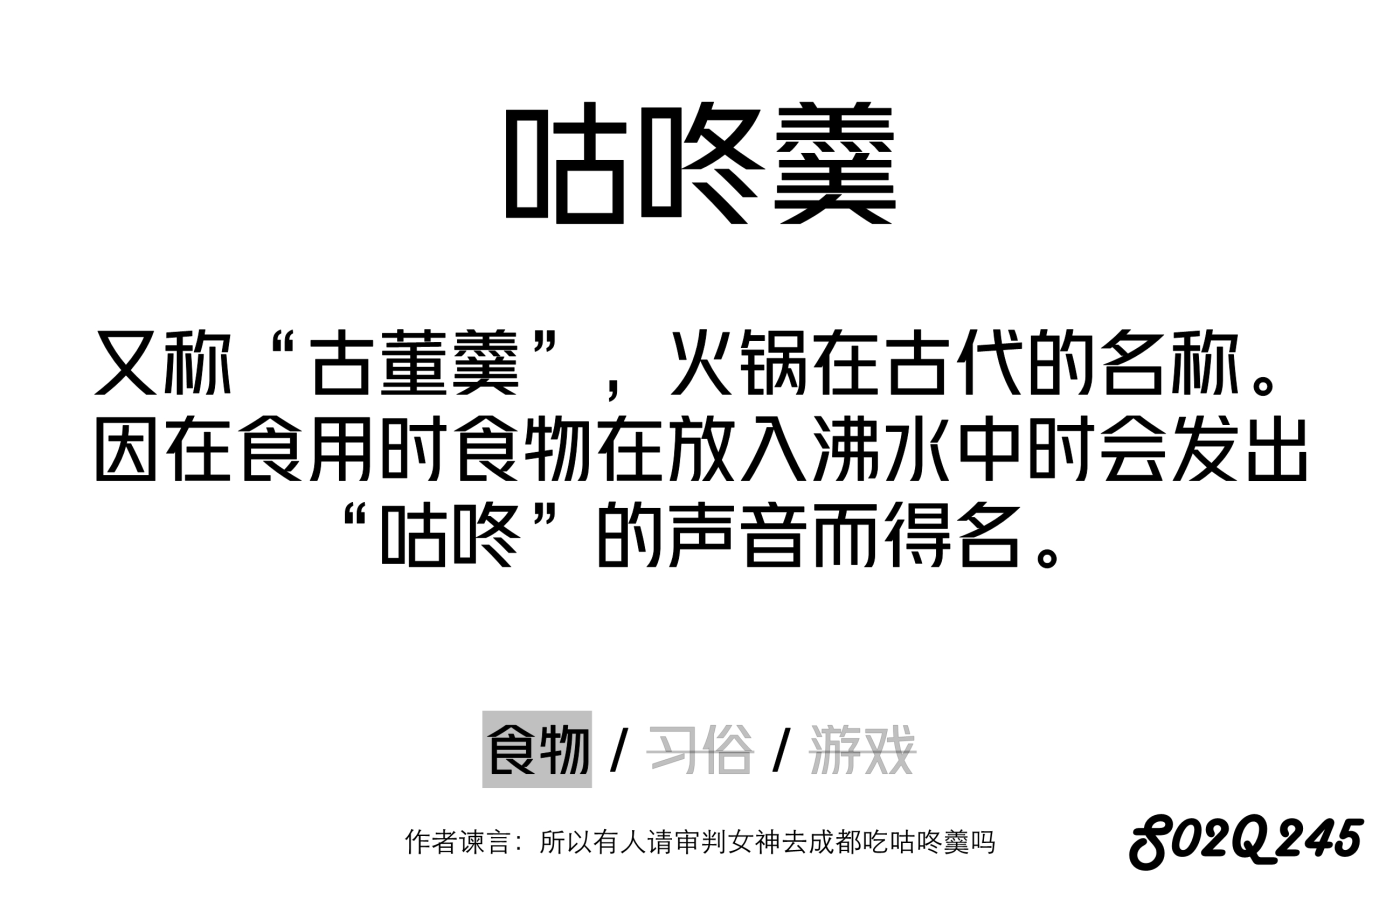 咕咚羹
又称“古董羹”，火锅在古代的名称。
因在食用时食物在放入沸水中时会发出
“咕咚”的声音而得名。
食物 / 习俗 / 游戏
作者谏言：所以有人请审判女神去成都吃咕咚羹吗
S02Q245